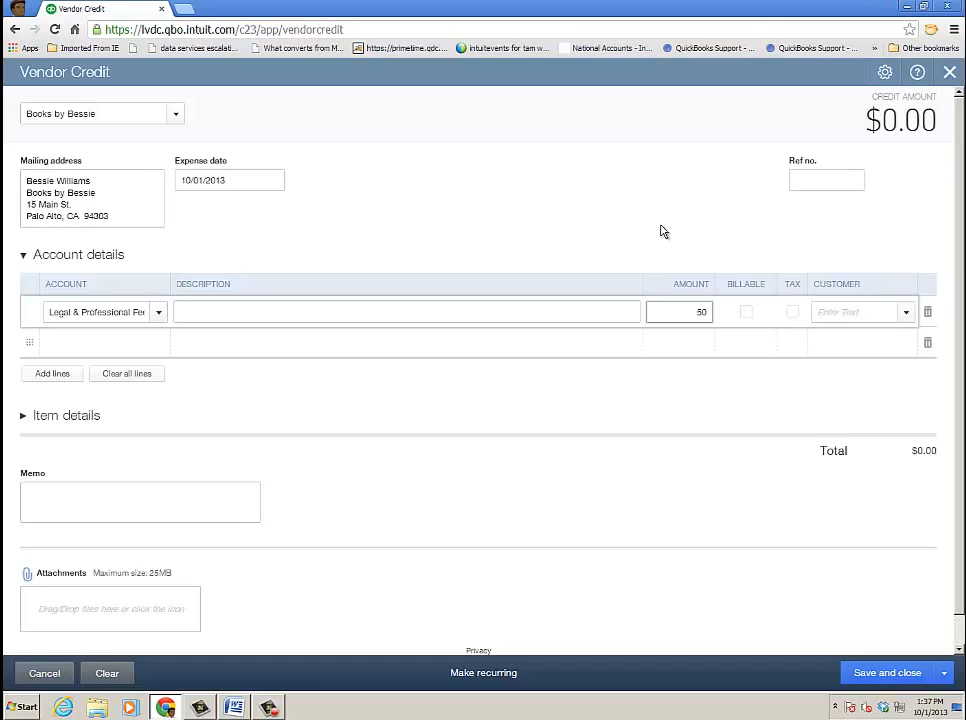 Vendor Credit
https://lvdc.qbo.intuit.com/c23/app/vendorcredit
Apps Imported From IE data services escalati... What converts from M... https://primetime.qdc.... intuitevents for tam w... National Accounts - In... QuickBooks Support - ... QuickBooks Support - ... » Other bookmarks
Vendor Credit
CREDIT AMOUNT
Books by Bessie
$0.00
Mailing address Expense date Ref no.
Bessie Williams
Books by Bessie
15 Main St.
Palo Alto, CA 94303
10/01/2013
Account details
ACCOUNT DESCRIPTION AMOUNT BILLABLE TAX CUSTOMER
Legal & Professional Fee 50 Enter Text
Add lines Clear all lines
Item details
Total $0.00
Memo
Attachments Maximum size: 25MB
Drag/Drop files here or click the icon
Privacy
Cancel Clear Make recurring Save and close
Start 1:37 PM
10/1/2013